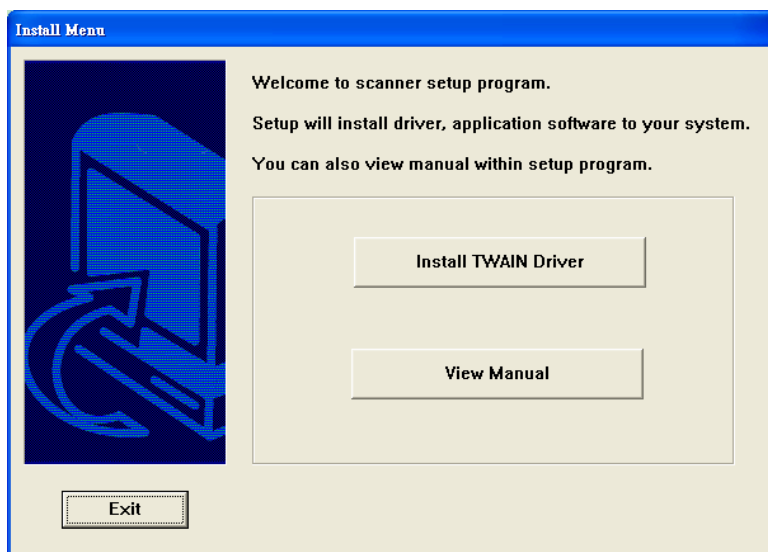 Install Menu
Welcome to scanner setup program.
Setup will install driver, application software to your system.
You can also view manual within setup program.
Install TWAIN Driver
View Manual
Exit